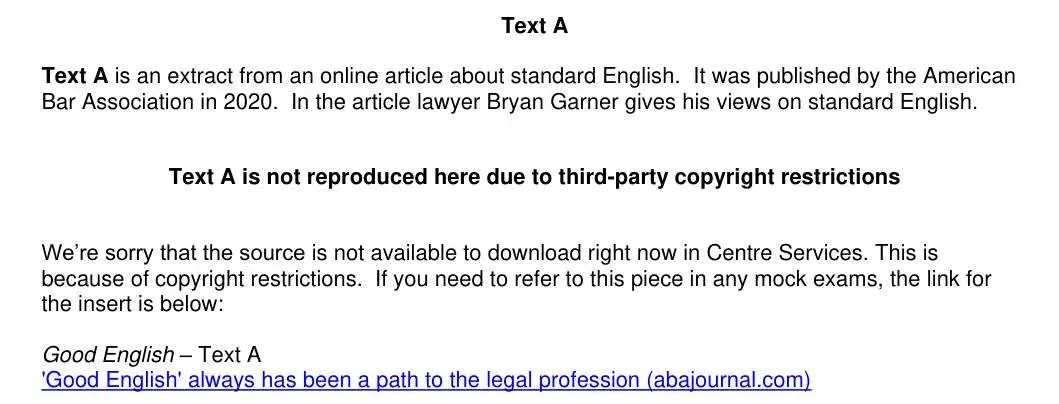 Text A
Text A is an extract from an online article about standard English.  It was published by the American
Bar Association in 2020.  In the article lawyer Bryan Garner gives his views on standard English.
Text A is not reproduced here due to third-party copyright restrictions
We’re sorry that the source is not available to download right now in Centre Services. This is
because of copyright restrictions.  If you need to refer to this piece in any mock exams, the link for
the insert is below:
Good English – Text A
'Good English' always has been a path to the legal profession (abajournal.com)